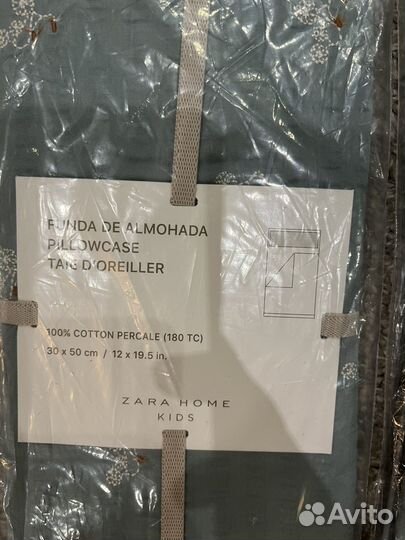 FUNDA DE ALMOHADA
PILLOWCASE
TAIE D'OREILLER
100% COTTON PERCALE (180 TC)
30 x 50 cm / 12 x 19.5 in.
ZARA HOME
KIDS
Avito